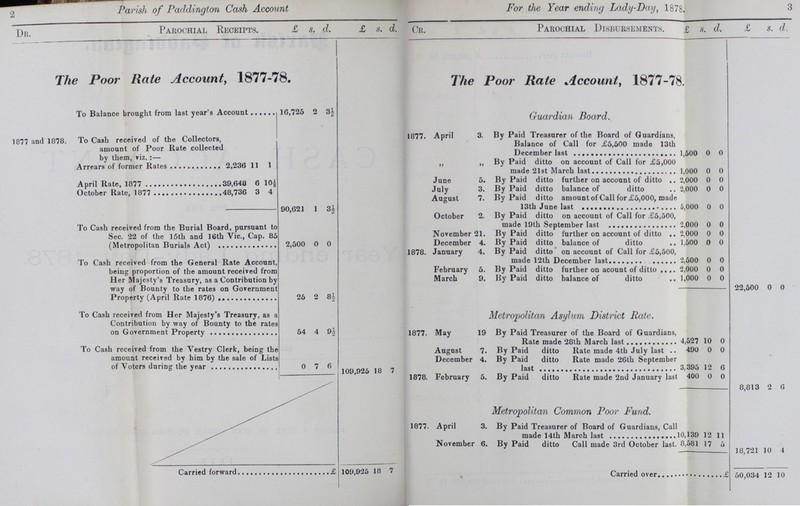 2
Parish of Paddington Cash Account
Dr. Parochial Receipts. £ s. d. £ s. d.
The Poor Rate Account, 1877-78.
To Balance brought from last year's Account ...... 16,725 2 3½
1877 and 1878. To Cash received of the Collectors,
amount of Poor Rate collected
by them, viz. :—
Arrears of former Rates ............ 2,236 11 1
April Rate, 1877 .................. 39,648 6 10½
October Rate, 1877 ............... 48,736 3 4
90,621 1 3½
To Cash received from the Burial Board, pursuant to
Sec. 22 of the 15th and 16th Vic., Cap. 85
(Metropolitan Burials Act) ............... 2,500 0 0
To Cash received from the General Rate Account,
being proportion of the amount received from
Her Majesty's Treasury, as a Contribution by
way of Bounty to the rates on Government
Property (April Rate 1876) ............... 25 2 8½
To Cash received from Her Majesty's Treasury, as a
Contribution by way of Bounty to the rates
on Government Property .................. 54 4 9½
To Cash received from the Vestry Clerk, being the
amount received by him by the sale of Lists
of Voters during the year .................. 0 7 6
109,925 18 7
Carried forward........................£ 109,925 18 7
For the Year ending Lady-Day, 1878.
3
Cr. Parochial Disbursements. £ s. d. £ s. d.
The Poor Rate Account, 1877-78.
Guardian Board.
1877. April 3. By Paid Treasurer of the Board of Guardians,
Balance of Call for £5,500 made 13th
December last ........................ 1,500 0 0
„ „ By Paid ditto on account of Call for £5,000
made 21st March last.................. 1,000 0 0
June 5. By Paid ditto further on account of ditto .. 2,000 0 0
July 3. By Paid ditto balance of ditto .. 2,000 0 0
August 7. By Paid ditto amount of Call for £5,000, made
13th June last ........................ 5,000 0 0
October 2. By Paid ditto on account of Call for £5,500,
made 19th September last ............... 2,000 0 0
November 21. By Paid ditto further on account of ditto .. 2,000 0 0
December 4. By Paid ditto balance of ditto .. 1,500 0 0
1878. January 4. By Paid ditto on account of Call for £5,500,
made 12th December last............... 2,500 0 0
February 5. By Paid ditto further on acount of ditto .... 2,000 0 0
March 9. By Paid ditto balance of ditto .. 1,000 0 0
22,500 0 0
Metropolitan Asylum District Rate.
1877. May 19 By Paid Treasurer of the Board of Guardians,
Rate made 28th March last ............ 4,527 10 0
August 7. By Paid ditto Rate made 4th July last .. 490 0 0
December 4. By Paid ditto Rate made 26th September
last .............................. 3,395 12 6
1878. February 5. By Paid ditto Rate made 2nd January last 400 0 0
8,813 2 6
Metropolitan Common Poor Fund.
1877. April 3. By Paid Treasurer of Board of Guardians, Call
made 14th March last .................. 10,139 12 11
November 6. By Paid ditto Call made 3rd October last. 8,581 17 5
18,721 10 4
Carried over..................£ 50,034 12 10